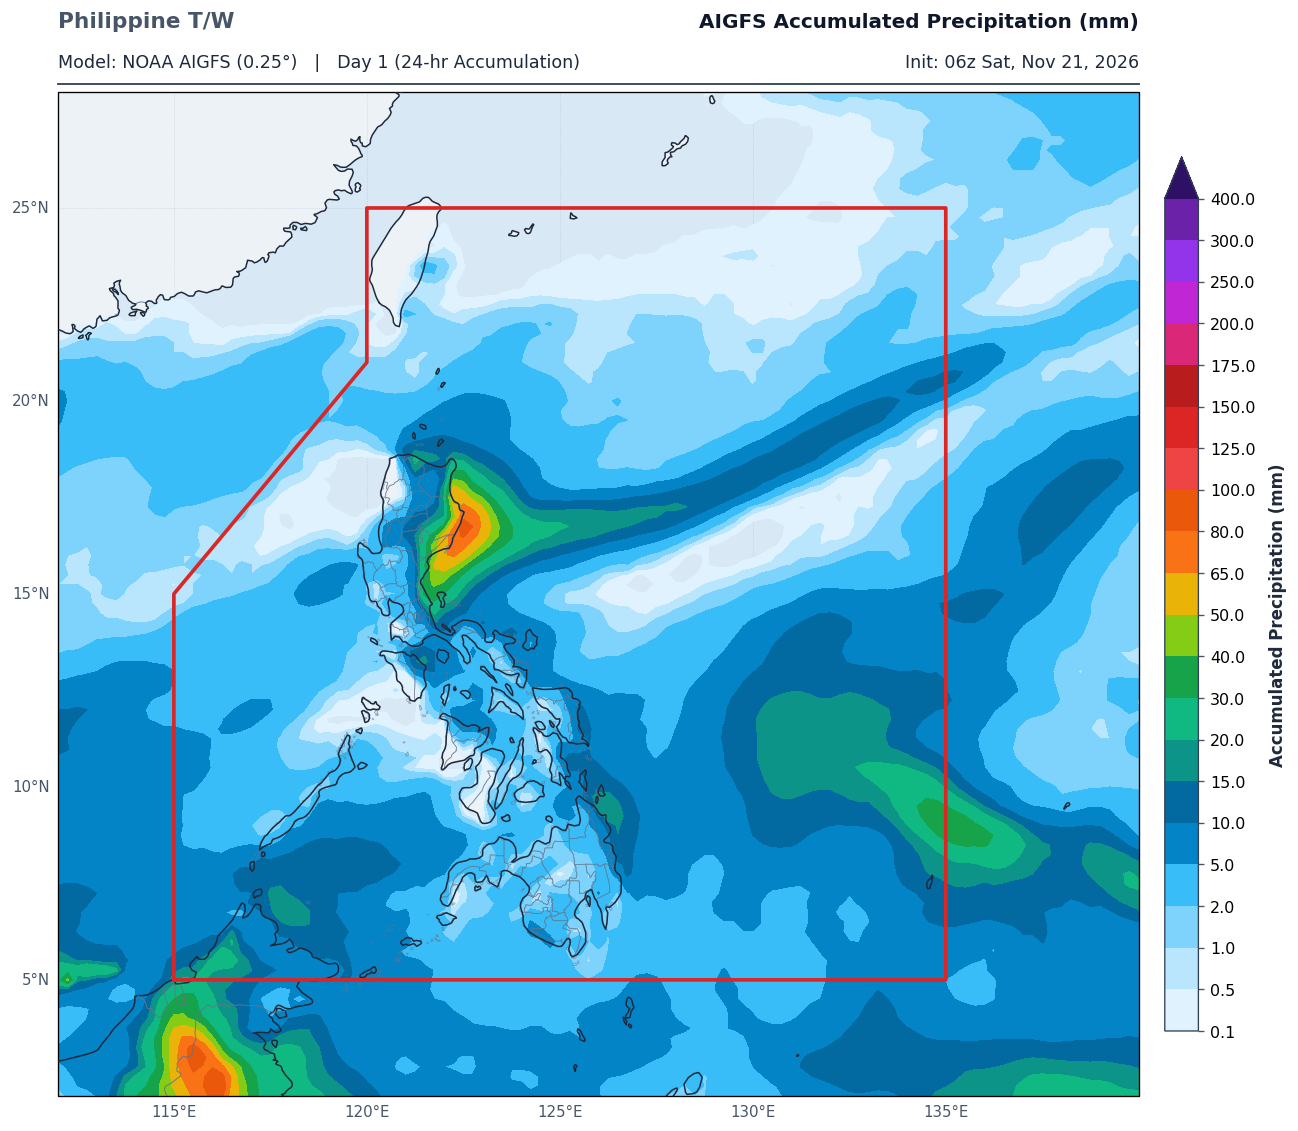 Philippine T/W
AIGFS Accumulated Precipitation (mm)
Model: NOAA AIGFS (0.25°) | Day 1 (24-hr Accumulation)
Init: 06z Sat, Nov 21, 2026
25°N
20°N
15°N
10°N
5°N
115°E
120°E
125°E
130°E
135°E
400.0
300.0
250.0
200.0
175.0
150.0
125.0
100.0
80.0
65.0
50.0
40.0
30.0
20.0
15.0
10.0
5.0
2.0
1.0
0.5
0.1
Accumulated Precipitation (mm)